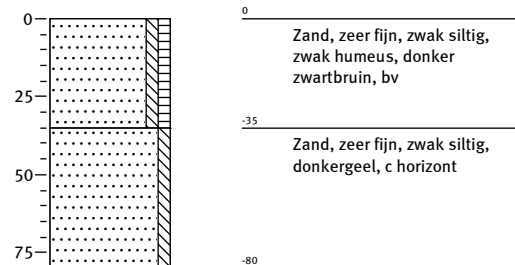 0
25
50
75
0
Zand, zeer fijn, zwak siltig,
zwak humeus, donker
zwartbruin, bv
-35
Zand, zeer fijn, zwak siltig,
donkergeel, c horizont
-80